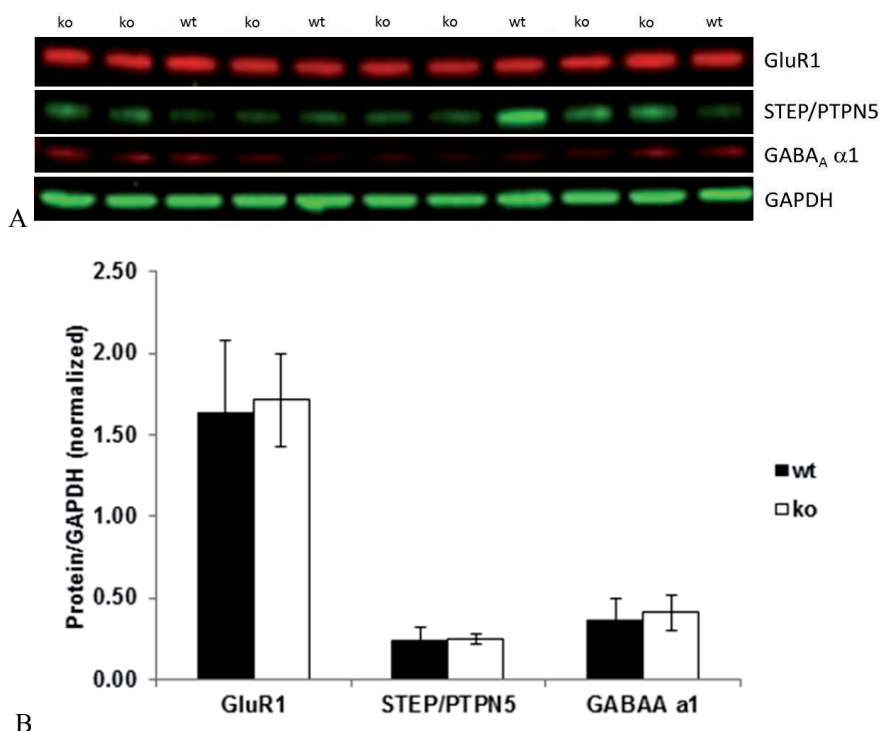 ko ko wt ko wt ko ko wt ko ko wt
GluR1
STEP/PTPN5
GABAA α1
GAPDH
A
2.50
2.00
1.50
1.00
0.50
0.00
Protein/GAPDH (normalized)
GluR1 STEP/PTPN5 GABAA a1
wt
ko
B